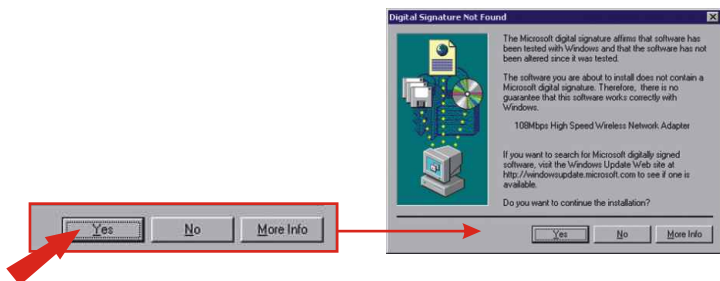 Digital Signature Not Found
The Microsoft digital signature affirms that software has
been tested with Windows and that the software has not
been altered since it was tested.
The software you are about to install does not contain a
Microsoft digital signature. Therefore, there is no
guarantee that this software works correctly with
Windows.
108Mbps High Speed Wireless Network Adapter
If you want to search for Microsoft digitally signed
software, visit the Windows Update Web site at
http://windowsupdate.microsoft.com to see if one is
available.
Do you want to continue the installation?
Yes No More Info
Yes No More Info